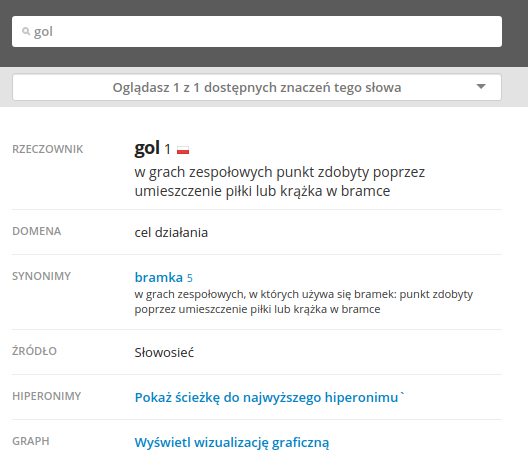 gol
Oglądasz 1 z 1 dostępnych znaczeń tego słowa
RZECZOWNIK
gol 1
w grach zespołowych punkt zdobyty poprzez
umieszczenie piłki lub krążka w bramce
DOMENA
cel działania
SYNONIMY
bramka 5
w grach zespołowych, w których używa się bramek: punkt zdobyty
poprzez umieszczenie piłki lub krążka w bramce
ŹRÓDŁO
Słowosieć
HIPERONIMY
Pokaż ścieżkę do najwyższego hiperonimu`
GRAPH
Wyświetl wizualizację graficzną